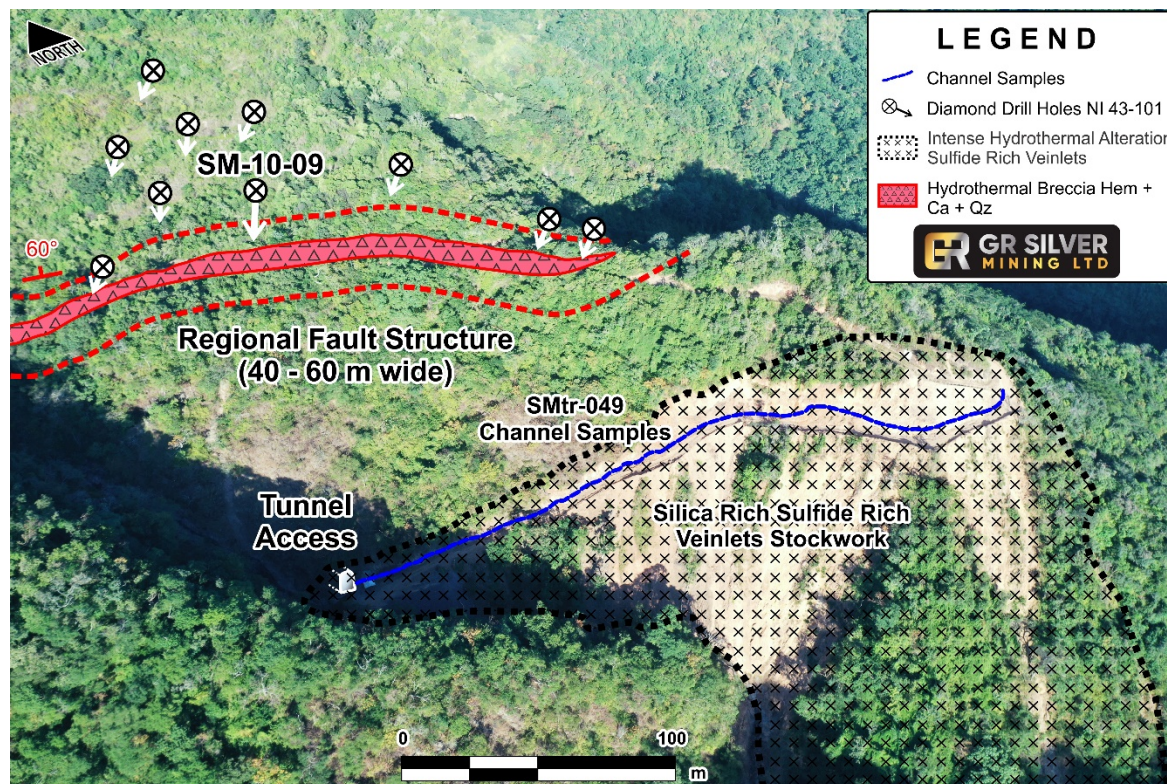 NORTH
LEGEND
Channel Samples
Diamond Drill Holes NI 43-101
Intense Hydrothermal Alteration
Sulfide Rich Veinlets
Hydrothermal Breccia Hem +
Ca + Qz
GR GR SILVER
MINING LTD
SM-10-09
60°
Regional Fault Structure
(40 - 60 m wide)
SMtr-049
Channel Samples
Tunnel
Access
Silica Rich Sulfide Rich
Veinlets Stockwork
0 100
m